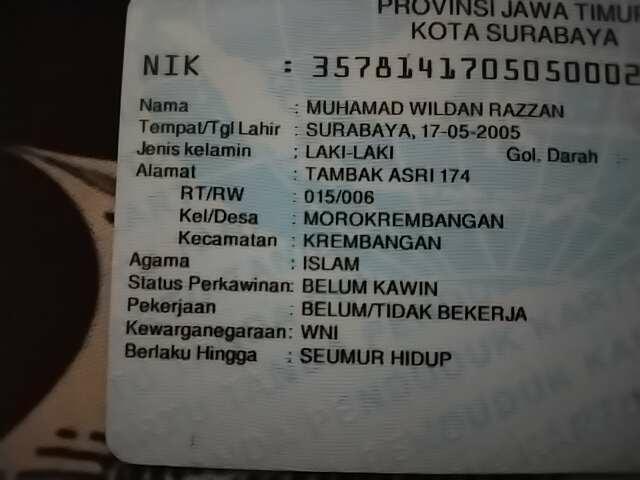 PROVINSI JAWA TIMUR
KOTA SURABAYA
NIK : 3578141705050002
Nama : MUHAMAD WILDAN RAZZAN
Tempat/Tgl Lahir : SURABAYA, 17-05-2005
Jenis kelamin : LAKI-LAKI Gol. Darah :
Alamat : TAMBAK ASRI 174
RT/RW : 015/006
Kel/Desa : MOROKREMBANGAN
Kecamatan : KREMBANGAN
Agama : ISLAM
Status Perkawinan: BELUM KAWIN
Pekerjaan : BELUM/TIDAK BEKERJA
Kewarganegaraan: WNI
Berlaku Hingga : SEUMUR HIDUP